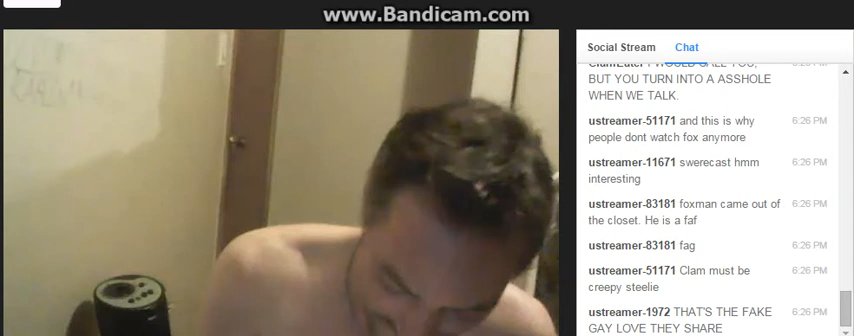 www.Bandicam.com
Social Stream Chat
BUT YOU TURN INTO A ASSHOLE
WHEN WE TALK.
ustreamer-51171 and this is why 6:26 PM
people dont watch fox anymore
ustreamer-11671 swerecast hmm 6:26 PM
interesting
ustreamer-83181 foxman came out of 6:26 PM
the closet. He is a faf
ustreamer-83181 fag 6:26 PM
ustreamer-51171 Clam must be 6:26 PM
creepy steelie
ustreamer-1972 THAT'S THE FAKE 6:26 PM
GAY LOVE THEY SHARE